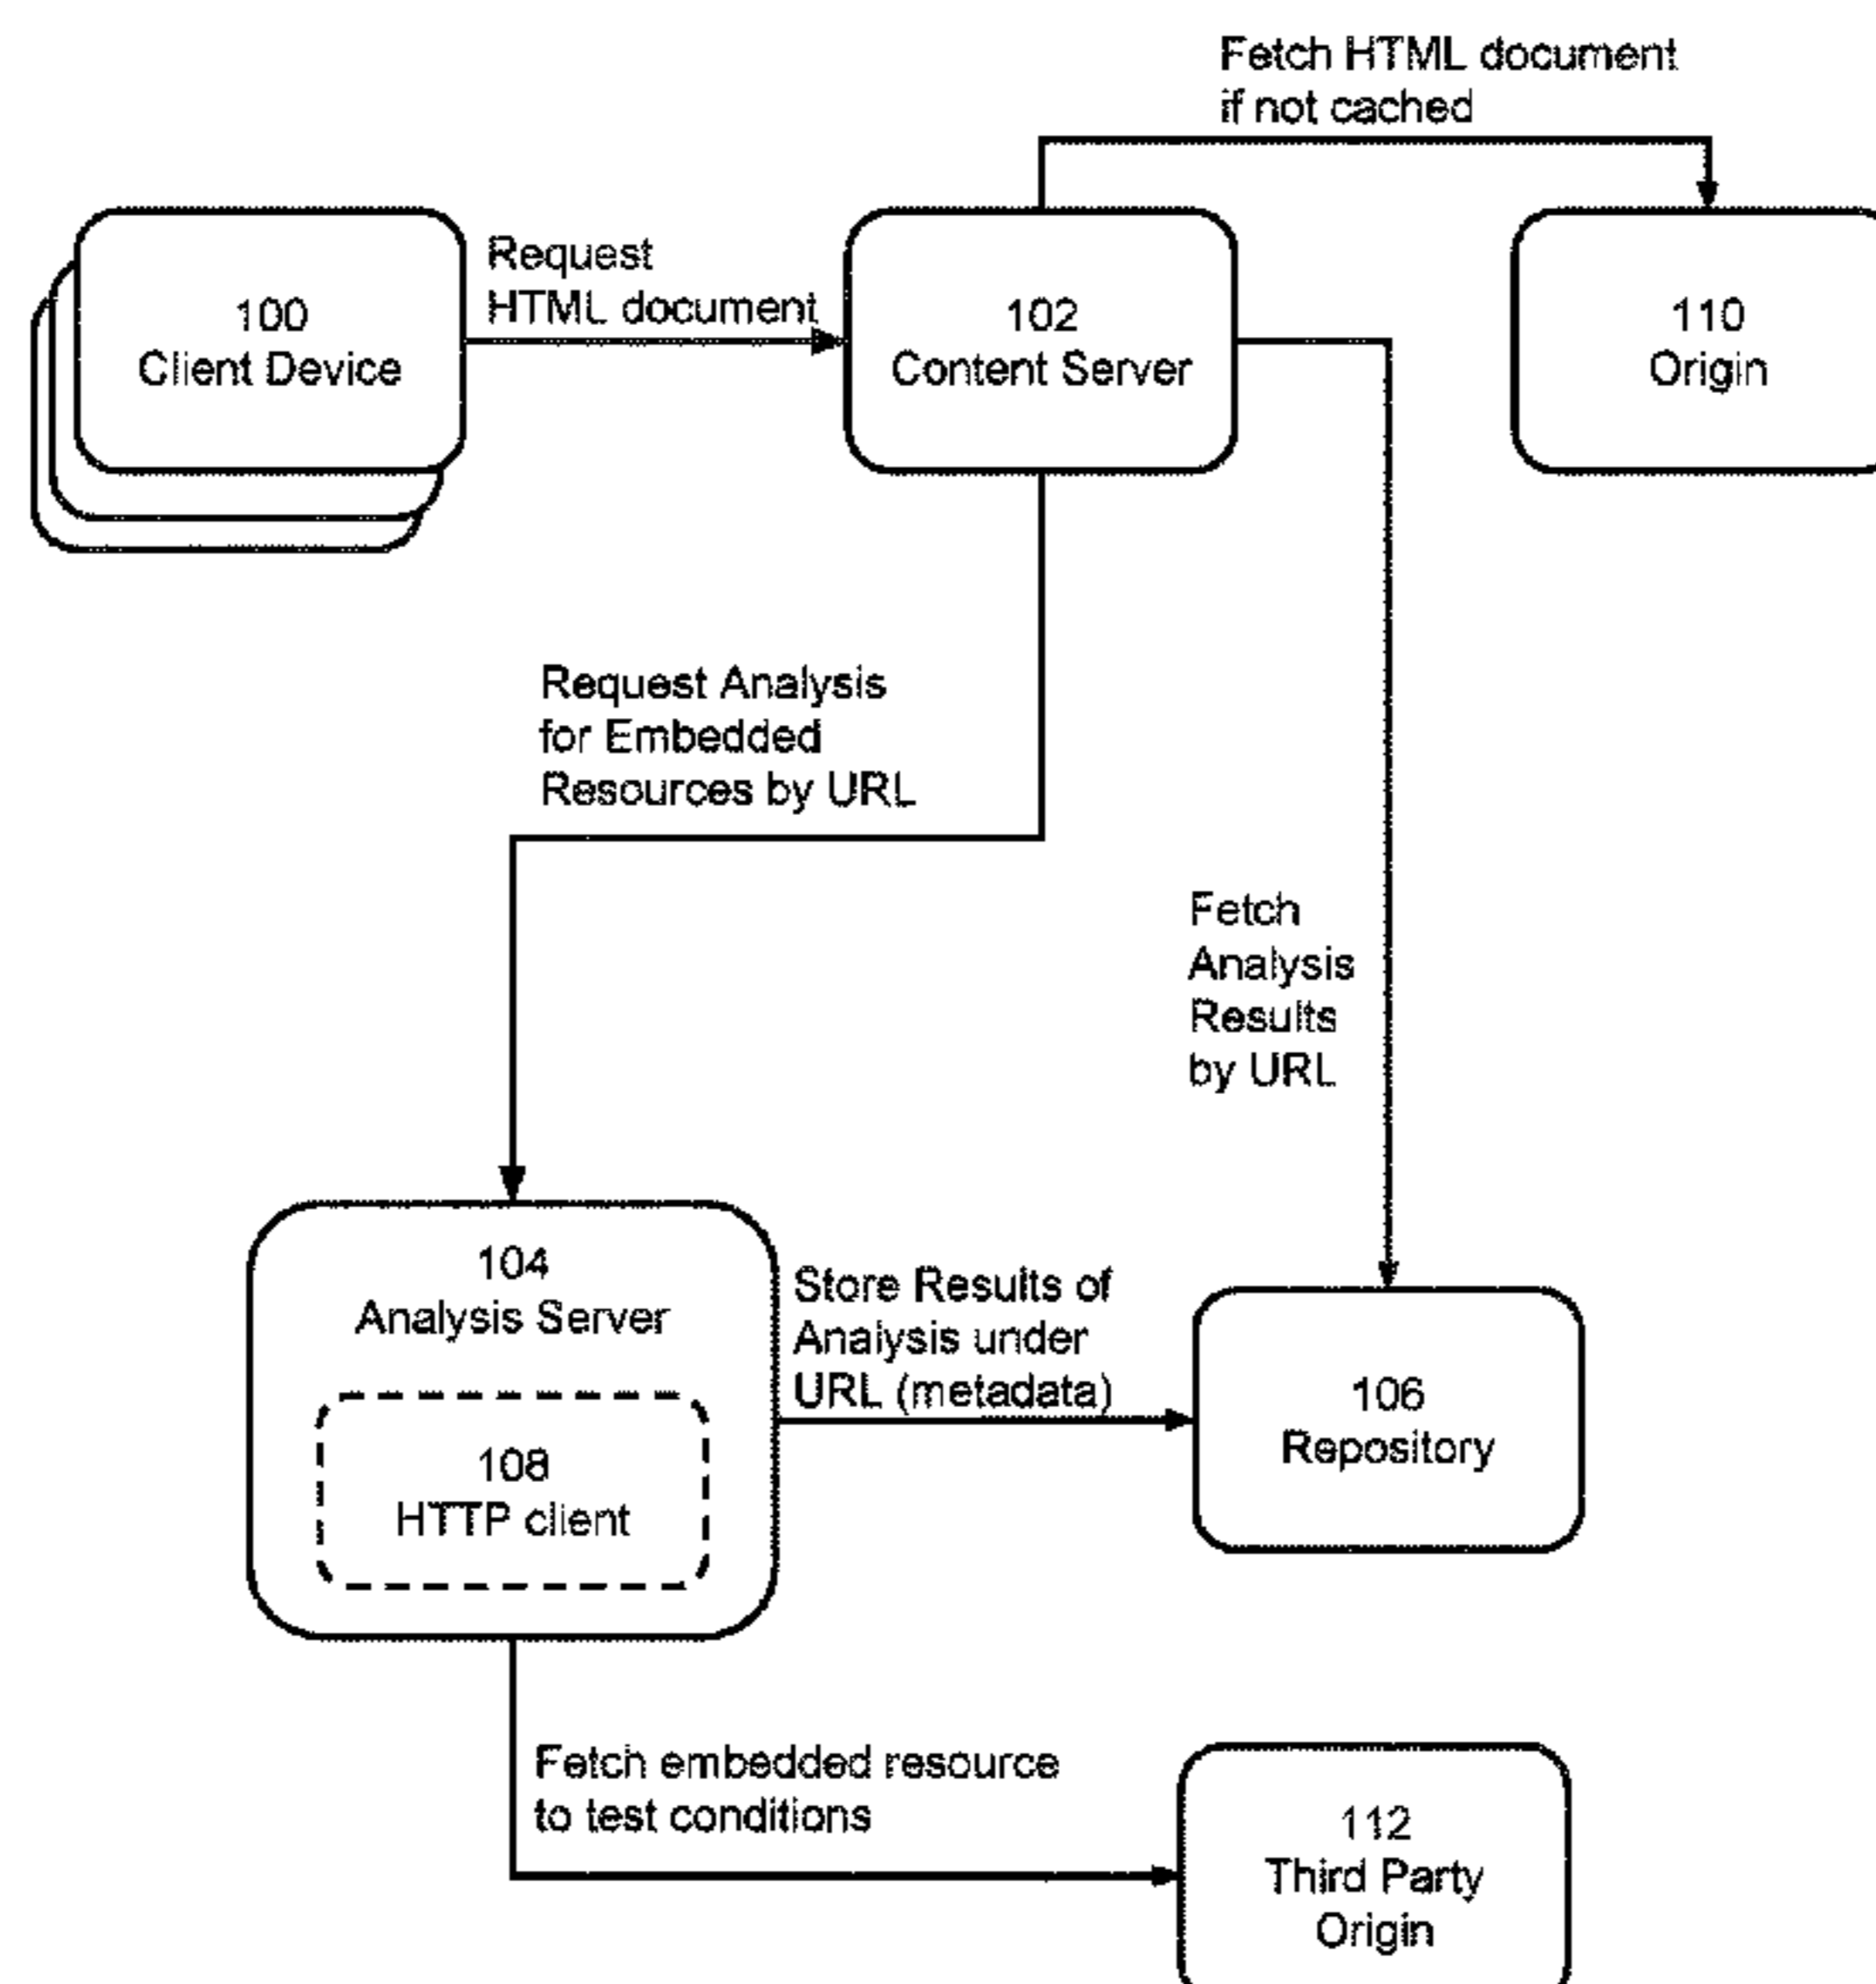 Fetch HTML document
if not cached
Request
HTML document
100
Client Device
102
Content Server
110
Origin
Request Analysis
for Embedded
Resources by URL
Fetch
Analysis
Results
by URL
104
Analysis Server
108
HTTP client
Store Results of
Analysis under
URL (metadata)
106
Repository
Fetch embedded resource
to test conditions
112
Third Party
Origin